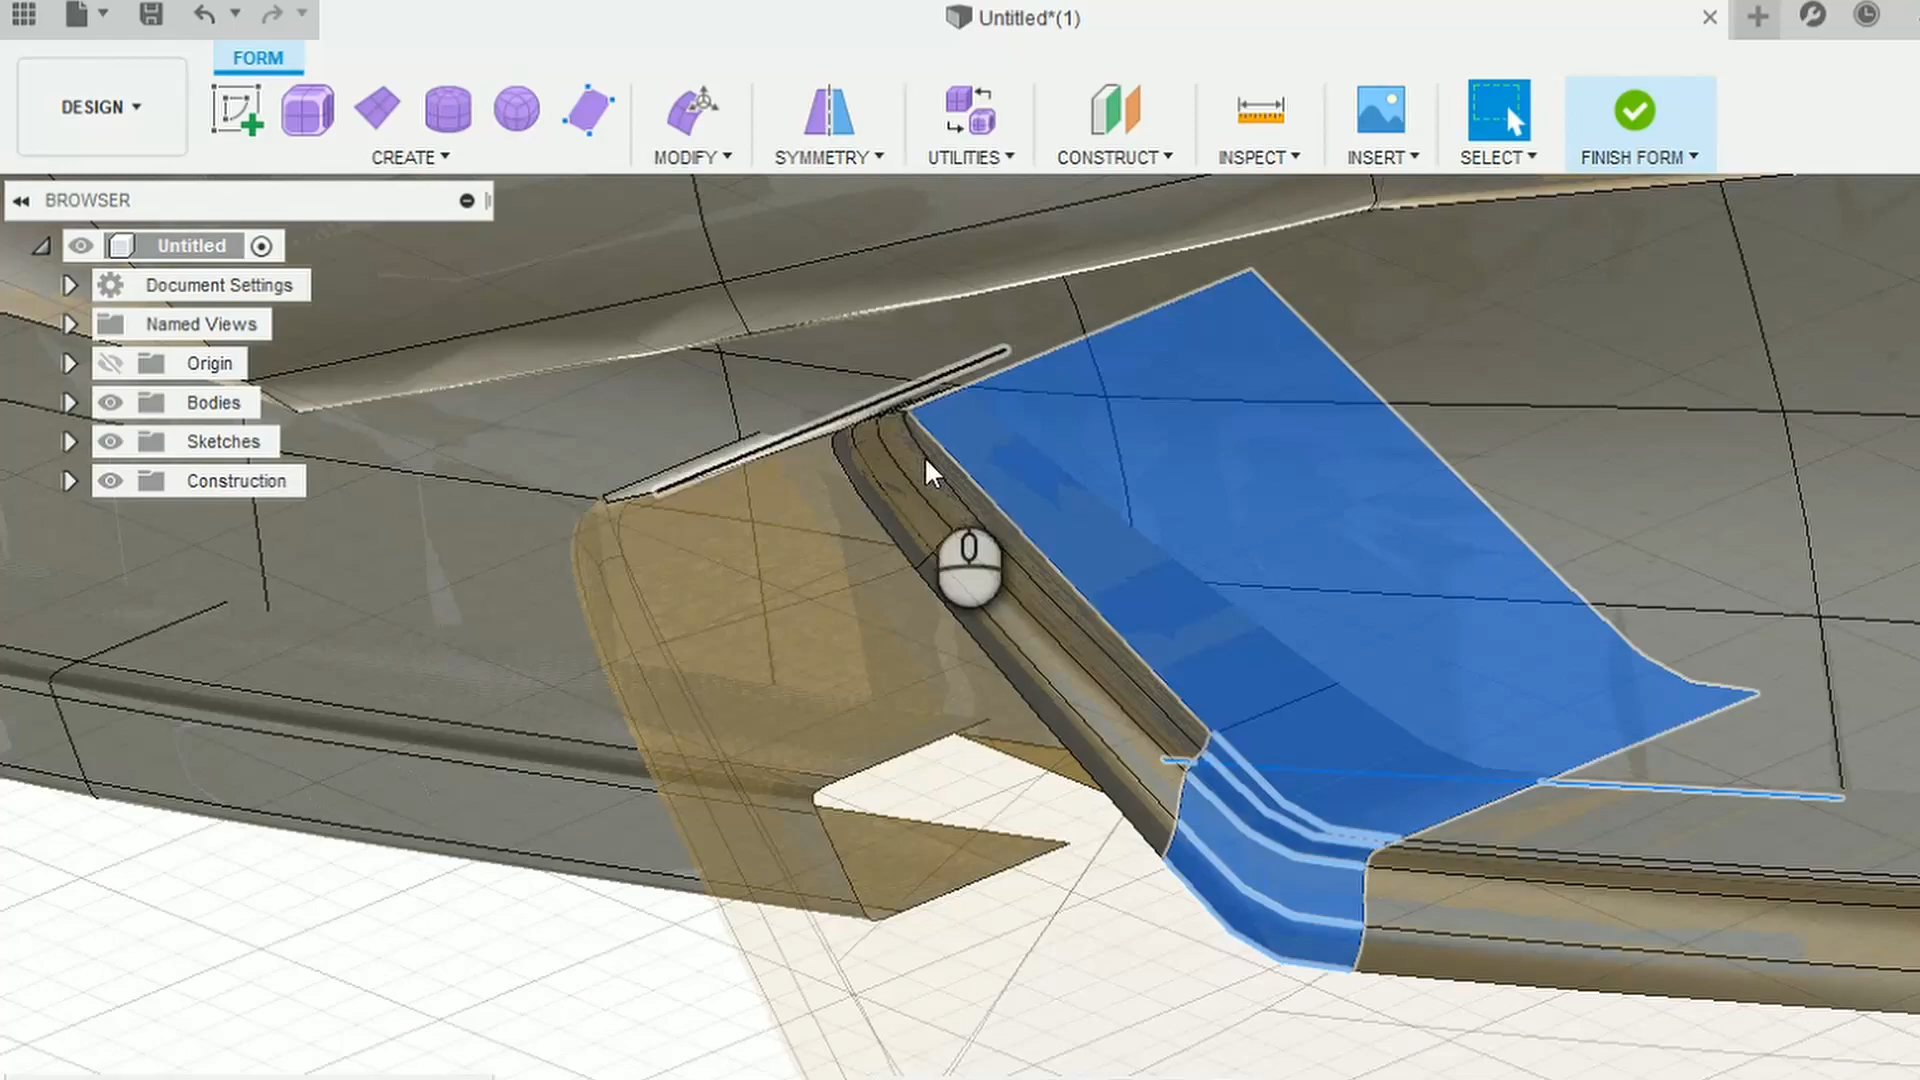 Untitled*(1)
FORM
DESIGN
CREATE
MODIFY
SYMMETRY
UTILITIES
CONSTRUCT
INSPECT
INSERT
SELECT
FINISH FORM
BROWSER
Untitled
Document Settings
Named Views
Origin
Bodies
Sketches
Construction